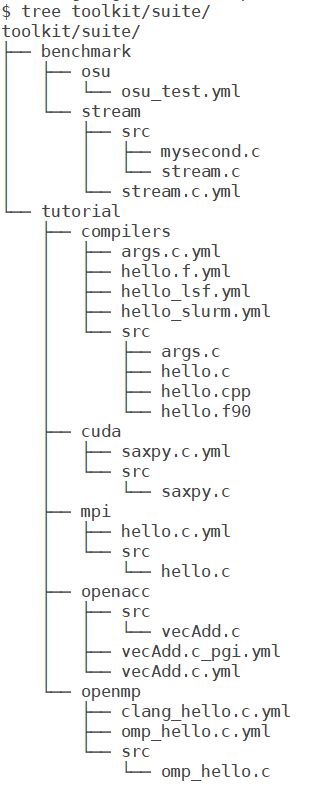 $ tree toolkit/suite/
toolkit/suite/
├── benchmark
│   ├── osu
│   │   └── osu_test.yml
│   └── stream
│       ├── src
│       │   ├── mysecond.c
│       │   └── stream.c
│       └── stream.c.yml
└── tutorial
    ├── compilers
    │   ├── args.c.yml
    │   ├── hello.f.yml
    │   ├── hello_lsf.yml
    │   ├── hello_slurm.yml
    │   └── src
    │       ├── args.c
    │       ├── hello.c
    │       ├── hello.cpp
    │       └── hello.f90
    ├── cuda
    │   ├── saxpy.c.yml
    │   └── src
    │       └── saxpy.c
    ├── mpi
    │   ├── hello.c.yml
    │   └── src
    │       └── hello.c
    ├── openacc
    │   ├── src
    │   │   └── vecAdd.c
    │   ├── vecAdd.c_pgi.yml
    │   └── vecAdd.c.yml
    └── openmp
        ├── clang_hello.c.yml
        ├── omp_hello.c.yml
        └── src
            └── omp_hello.c